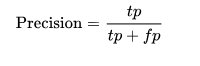 Precision = tp / (tp + fp)